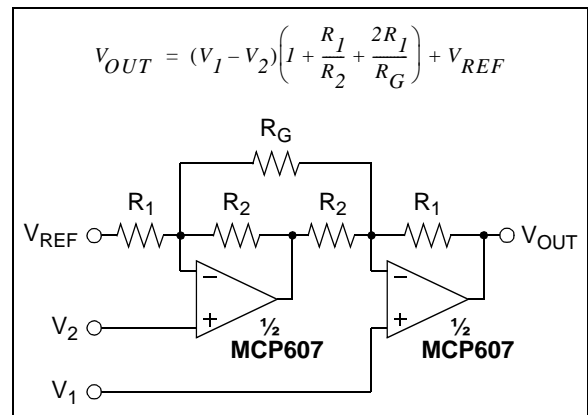 V_OUT = (V_1 – V_2)(1 + R_1/R_2 + 2R_1/R_G) + V_REF
R_G
R_1 R_2 R_2 R_1
V_REF V_OUT
– –
+ +
V_2 ½ ½
MCP607 MCP607
V_1